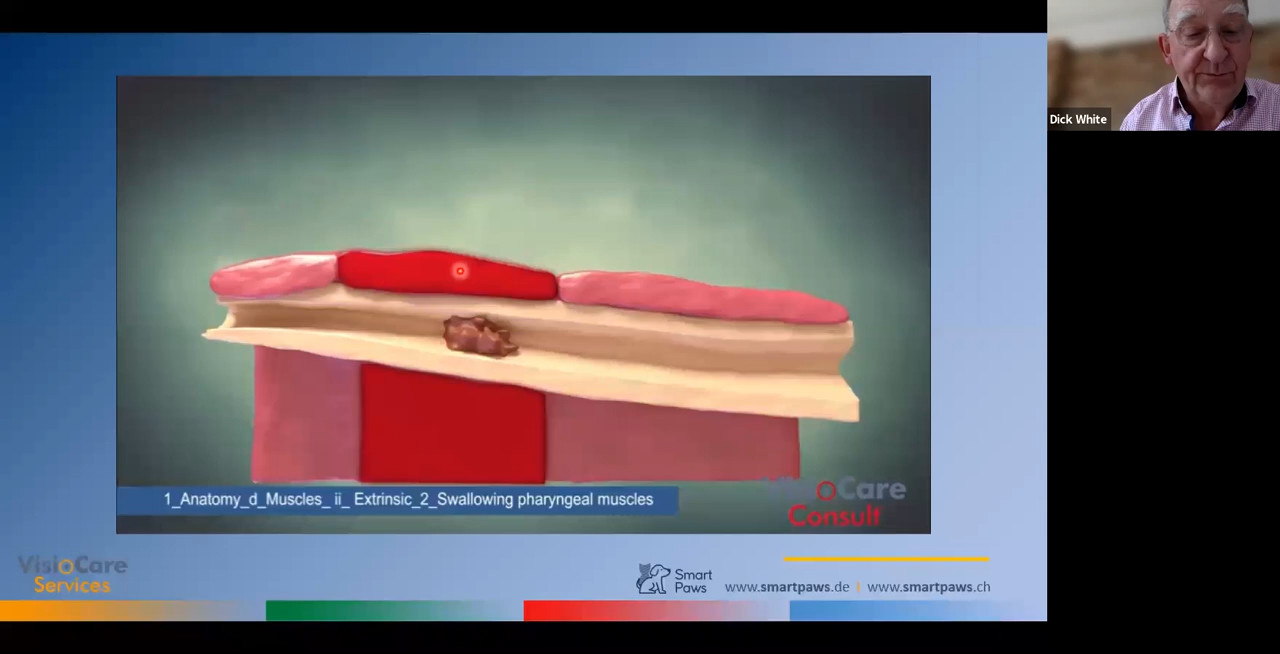 Dick White
1_Anatomy_d_Muscles_ ii_ Extrinsic_2_Swallowing pharyngeal muscles
Care
Consult
VisioCare
Services
Smart
Paws
www.smartpaws.de | www.smartpaws.ch